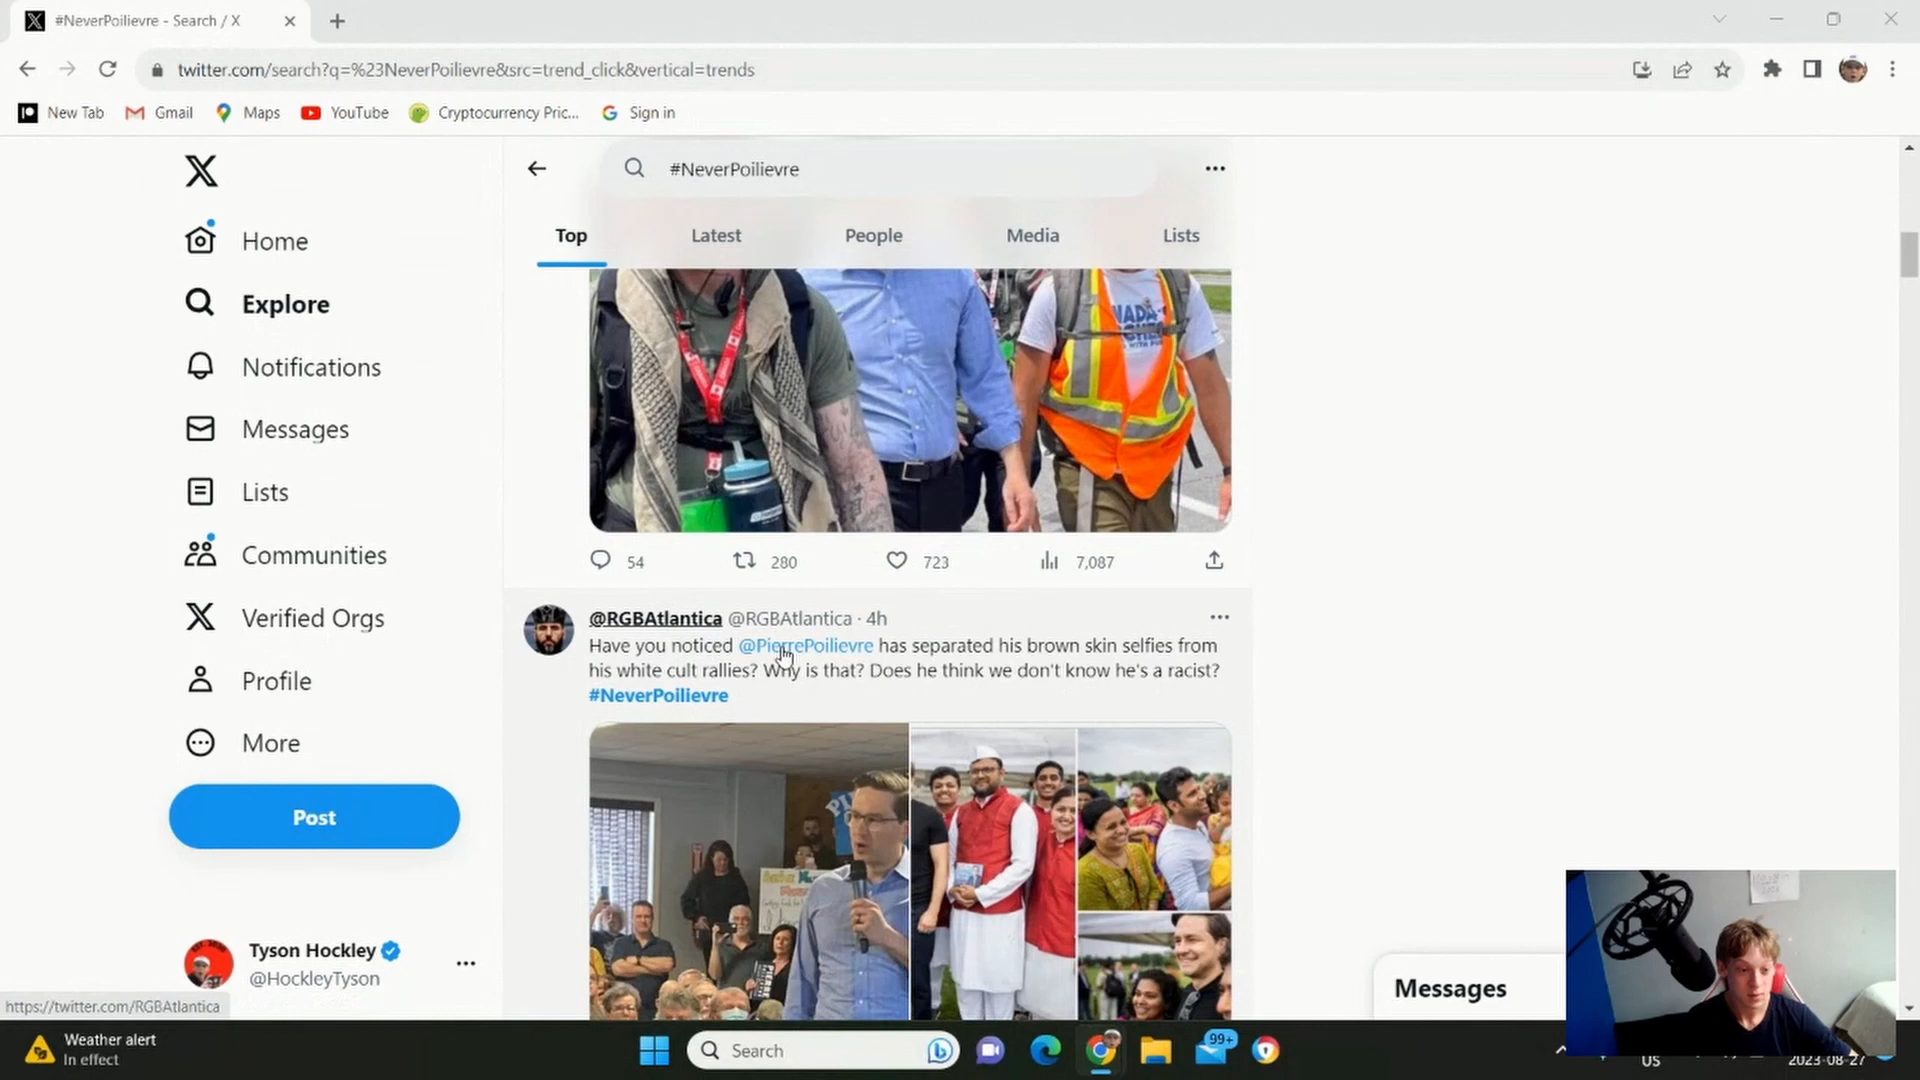 #NeverPoilievre - Search / X
twitter.com/search?q=%23NeverPoilievre&src=trend_click&vertical=trends
New Tab
Gmail
Maps
YouTube
Cryptocurrency Pric...
Sign in
#NeverPoilievre
Top
Latest
People
Media
Lists
Home
Explore
Notifications
Messages
Lists
Communities
Verified Orgs
Profile
More
Post
Tyson Hockley
@HockleyTyson
https://twitter.com/RGBAtlantica
54
280
723
7,087
@RGBAtlantica @RGBAtlantica · 4h
Have you noticed @PierrePoilievre has separated his brown skin selfies from
his white cult rallies? Why is that? Does he think we don't know he's a racist?
#NeverPoilievre
PIERRE
Messages
Weather alert
In effect
Search
99+
US
2023-08-27